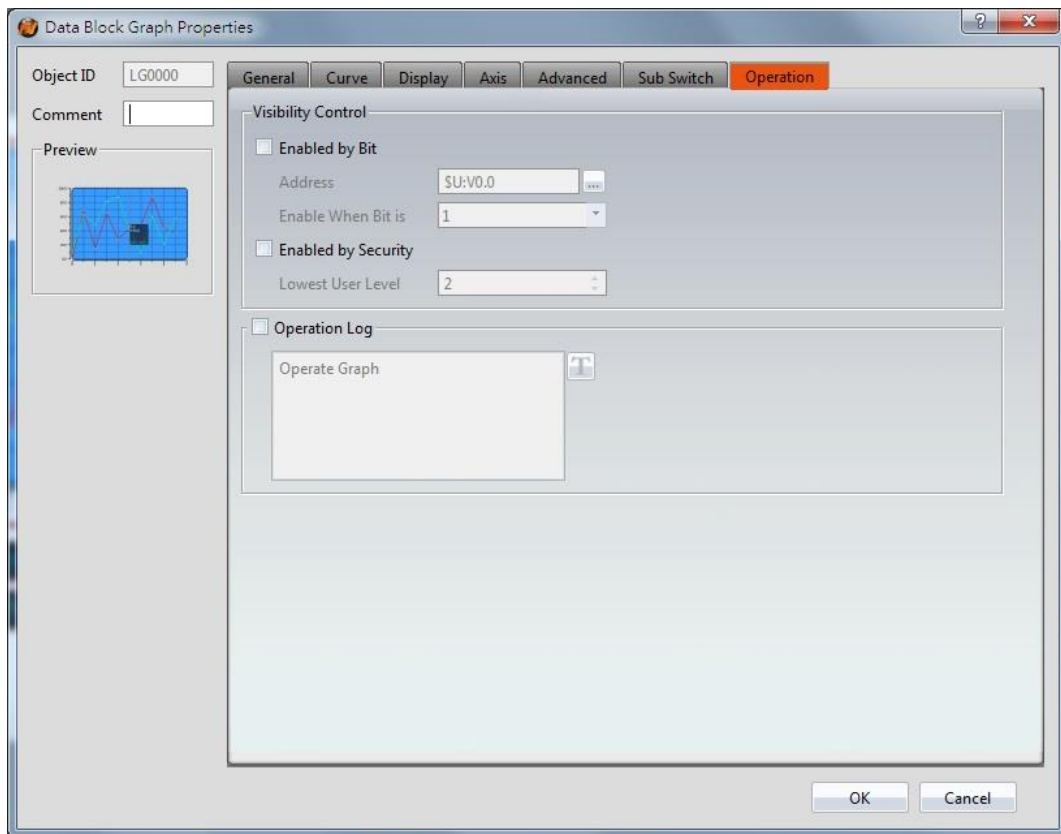 Data Block Graph Properties
Object ID LG0000
Comment
Preview
General Curve Display Axis Advanced Sub Switch Operation
Visibility Control
Enabled by Bit
Address $U:V0.0 ...
Enable When Bit is 1
Enabled by Security
Lowest User Level 2
Operation Log
Operate Graph T
OK Cancel